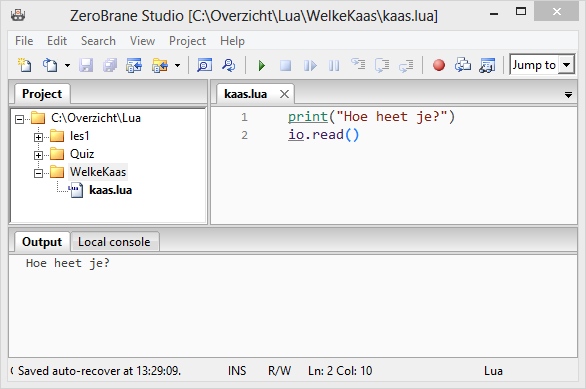 ZeroBrane Studio [C:\Overzicht\Lua\WelkeKaas\kaas.lua]
File Edit Search View Project Help
Jump to
Project
C:\Overzicht\Lua
les1
Quiz
WelkeKaas
kaas.lua
kaas.lua
1 print("Hoe heet je?")
2 io.read()
Output Local console
Hoe heet je?
Saved auto-recover at 13:29:09. INS R/W Ln: 2 Col: 10 Lua